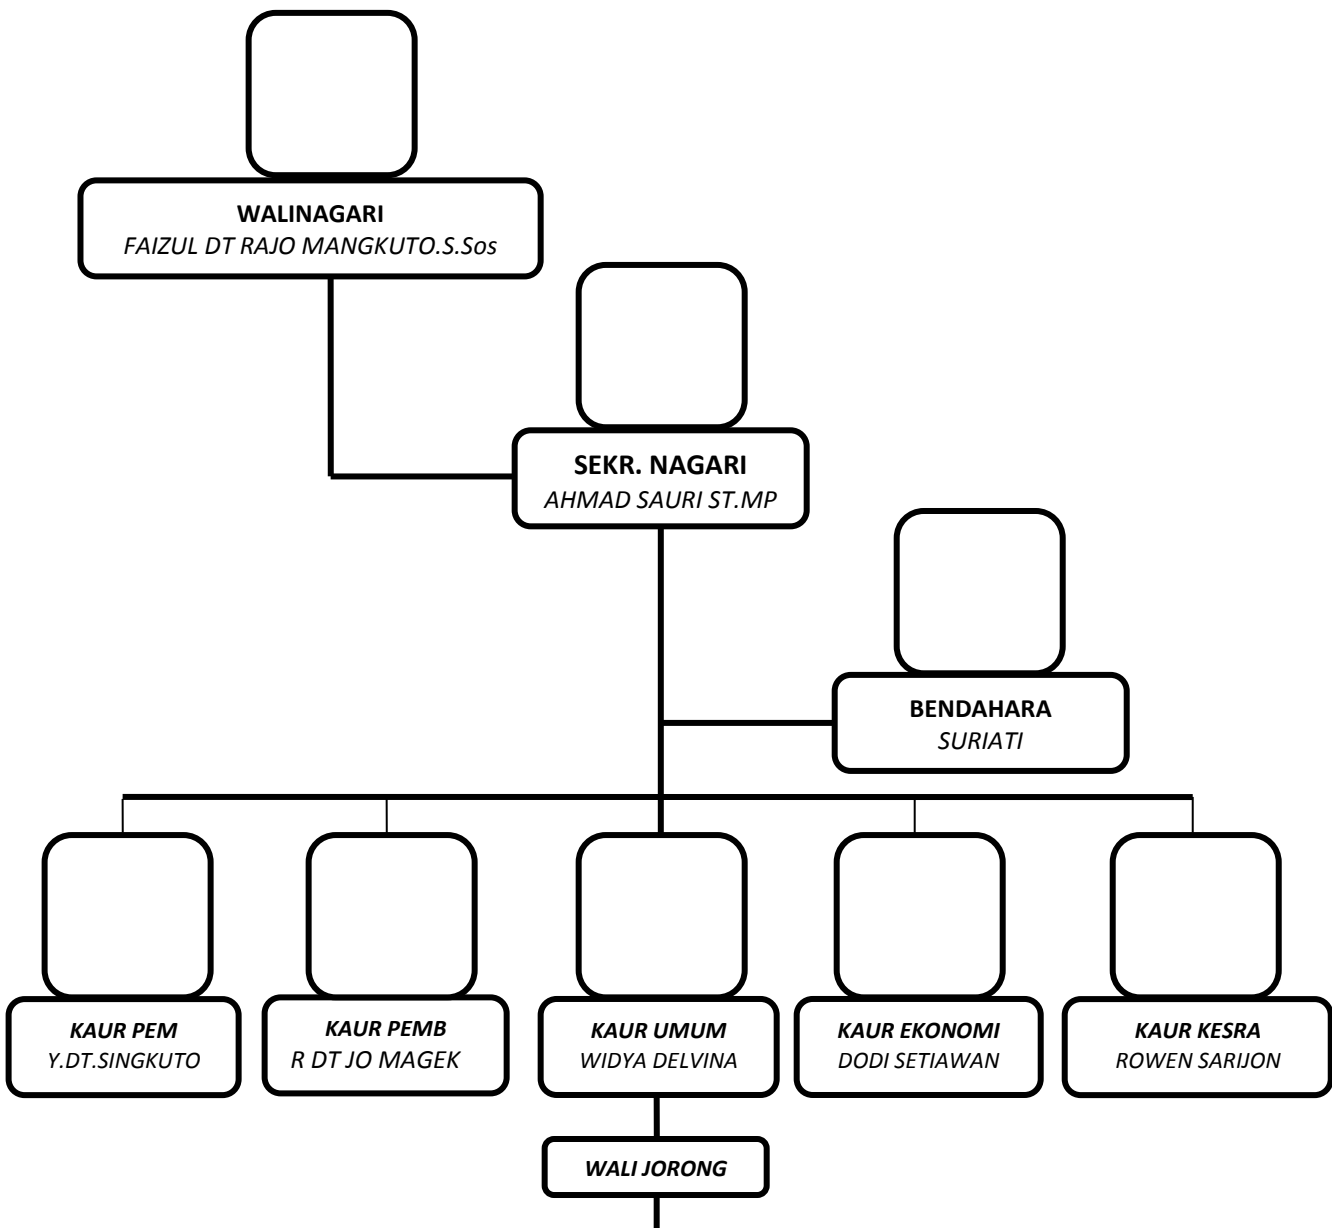 WALINAGARI
FAIZUL DT RAJO MANGKUTO.S.Sos
SEKR. NAGARI
AHMAD SAURI ST.MP
BENDAHARA
SURIATI
KAUR PEM
Y.DT.SINGKUTO
KAUR PEMB
R DT JO MAGEK
KAUR UMUM
WIDYA DELVINA
KAUR EKONOMI
DODI SETIAWAN
KAUR KESRA
ROWEN SARIJON
WALI JORONG